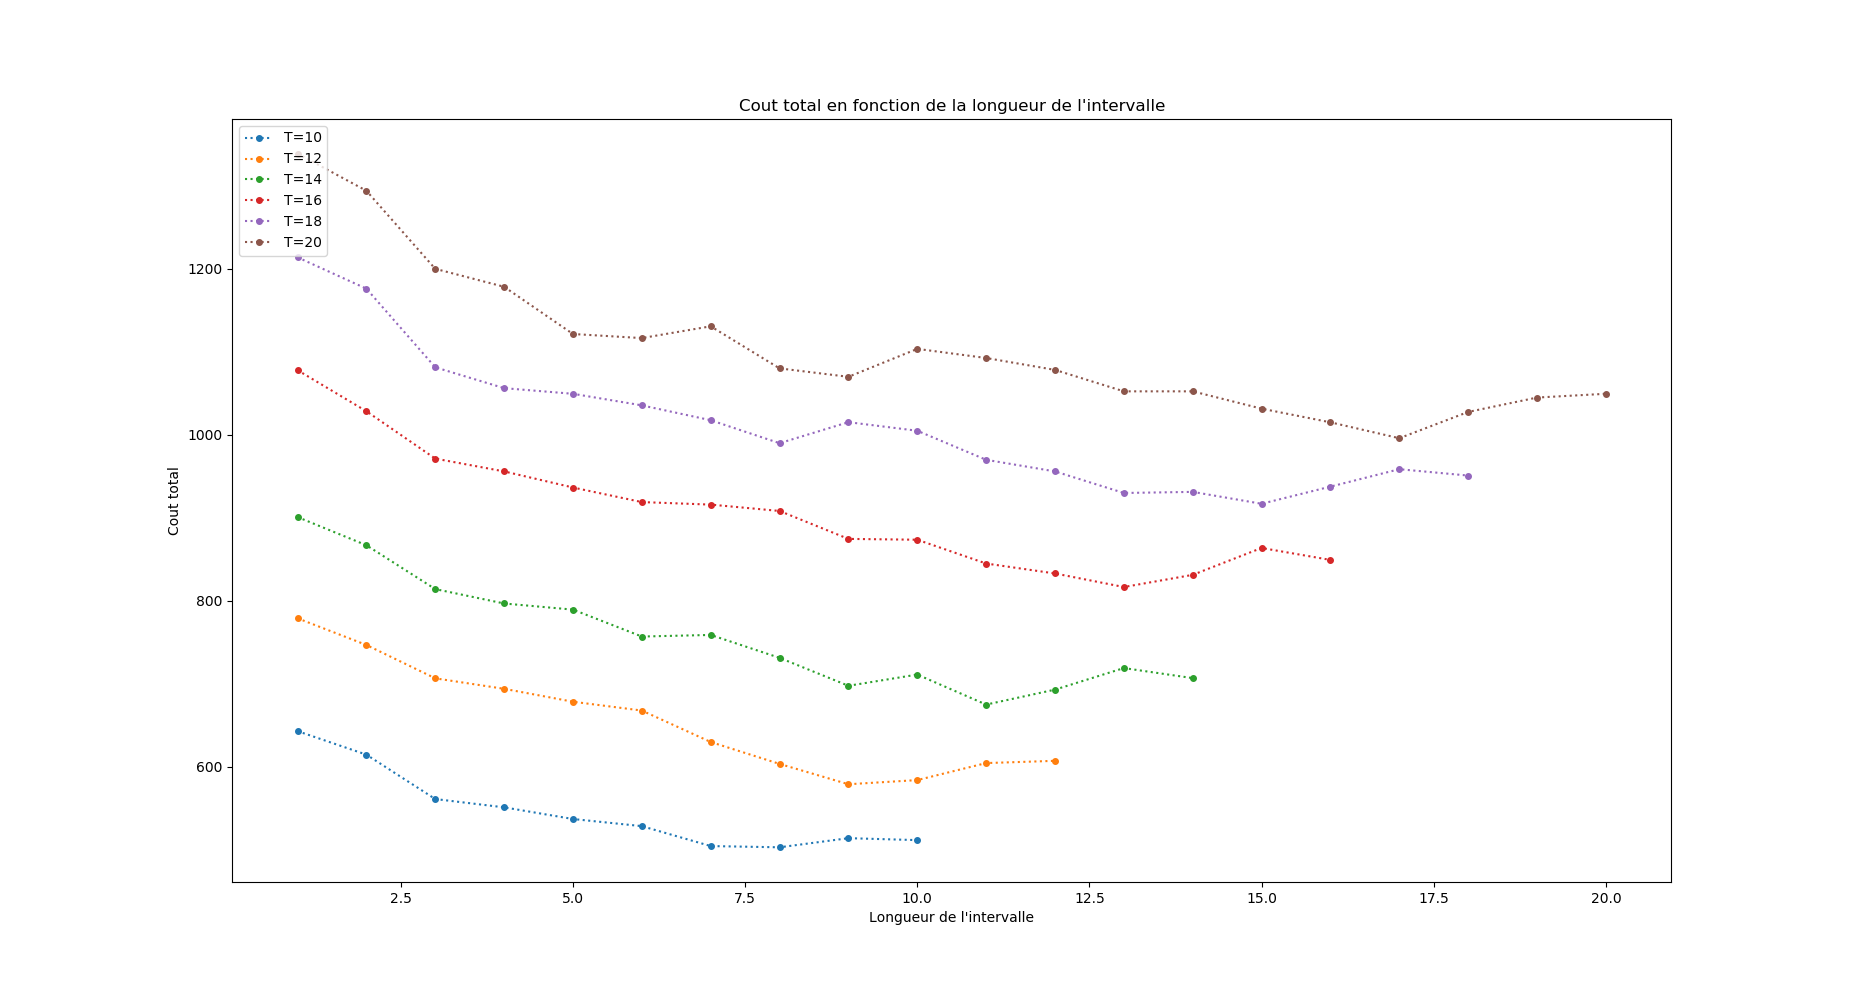 Cout total en fonction de la longueur de l'intervalle
T=10
T=12
T=14
T=16
T=18
T=20
1200
1000
800
600
Cout total
2.5 5.0 7.5 10.0 12.5 15.0 17.5 20.0
Longueur de l'intervalle